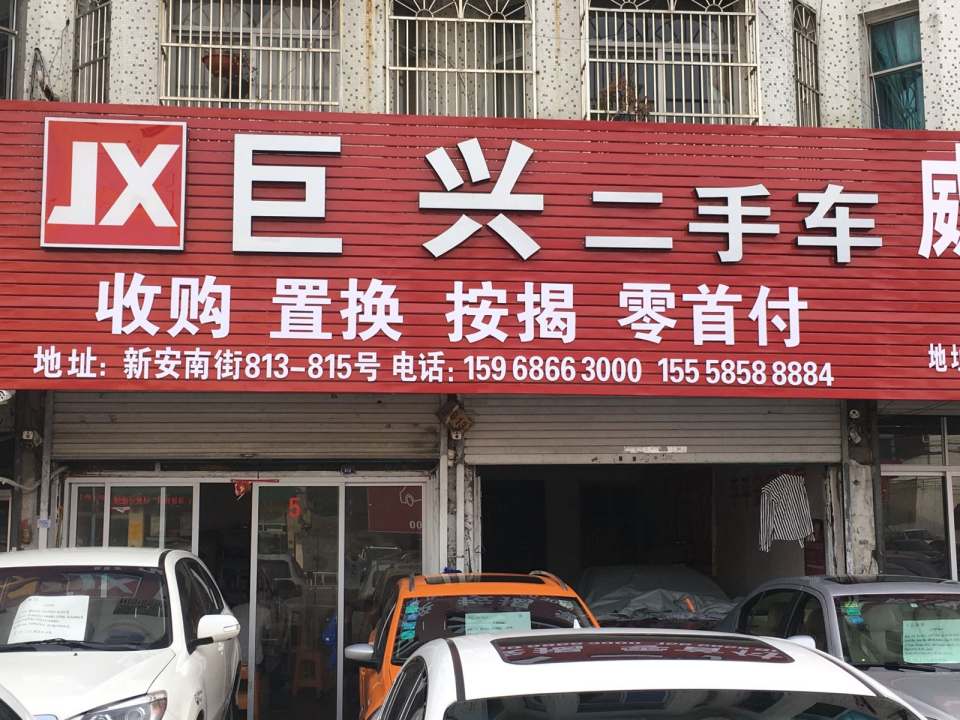 JX 巨兴二手车
收购 置换 按揭 零首付
地址：新安南街813-815号 电话：159 6866 3000 155 5858 8884
5